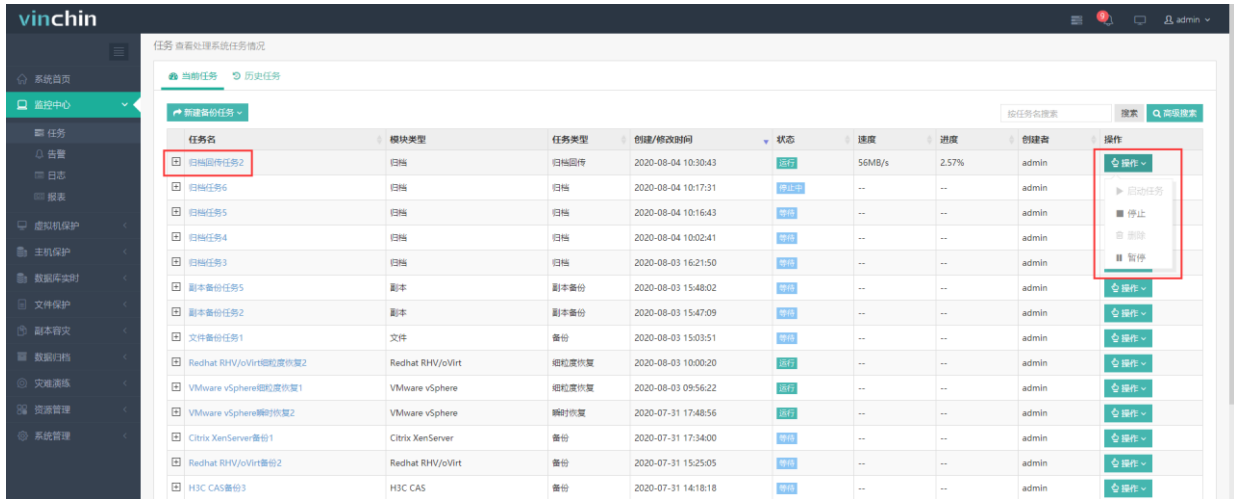 vinchin
9
admin
任务 查看处理系统任务情况
系统首页
监控中心
任务
告警
日志
报表
虚拟机保护
主机保护
数据库实时
文件保护
副本容灾
数据归档
灾难演练
资源管理
系统管理
当前任务 历史任务
新建备份任务
按任务名搜索 搜索 高级搜索
任务名 模块类型 任务类型 创建/修改时间 状态 速度 进度 创建者 操作
归档回传任务2 归档 归档回传 2020-08-04 10:30:43 运行 56MB/s 2.57% admin 操作
归档任务6 归档 归档 2020-08-04 10:17:31 停止中 -- -- admin
归档任务5 归档 归档 2020-08-04 10:16:43 等待 -- -- admin
归档任务4 归档 归档 2020-08-04 10:02:41 等待 -- -- admin
归档任务3 归档 归档 2020-08-03 16:21:50 等待 -- -- admin
启动任务
停止
删除
暂停
副本备份任务5 副本 副本备份 2020-08-03 15:48:02 等待 -- -- admin 操作
副本备份任务2 副本 副本备份 2020-08-03 15:47:09 等待 -- -- admin 操作
文件备份任务1 文件 备份 2020-08-03 15:03:51 等待 -- -- admin 操作
Redhat RHV/oVirt细粒度恢复2 Redhat RHV/oVirt 细粒度恢复 2020-08-03 10:00:20 运行 -- -- admin 操作
VMware vSphere细粒度恢复1 VMware vSphere 细粒度恢复 2020-08-03 09:56:22 运行 -- -- admin 操作
VMware vSphere瞬时恢复2 VMware vSphere 瞬时恢复 2020-07-31 17:48:56 运行 -- -- admin 操作
Citrix XenServer备份1 Citrix XenServer 备份 2020-07-31 17:34:00 等待 -- -- admin 操作
Redhat RHV/oVirt备份2 Redhat RHV/oVirt 备份 2020-07-31 15:25:05 等待 -- -- admin 操作
H3C CAS备份3 H3C CAS 备份 2020-07-31 14:18:18 等待 -- -- admin 操作